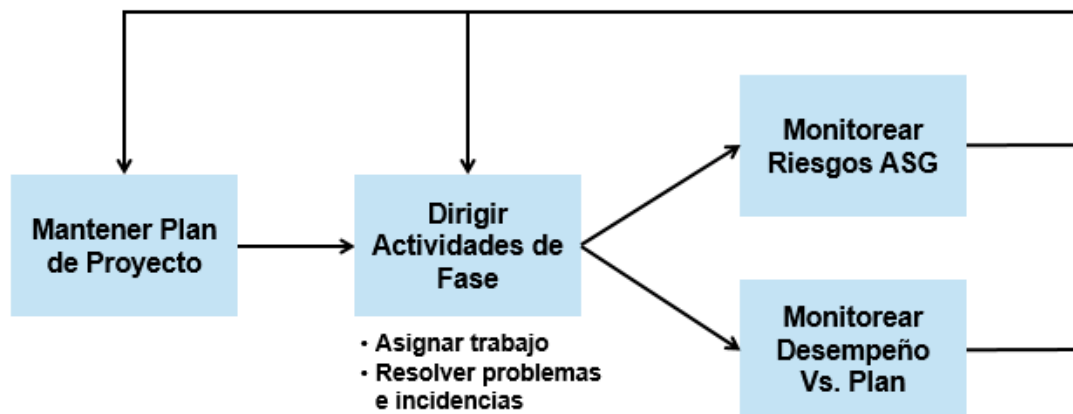 Mantener Plan
de Proyecto
Dirigir
Actividades de
Fase
• Asignar trabajo
• Resolver problemas
e incidencias
Monitorear
Riesgos ASG
Monitorear
Desempeño
Vs. Plan